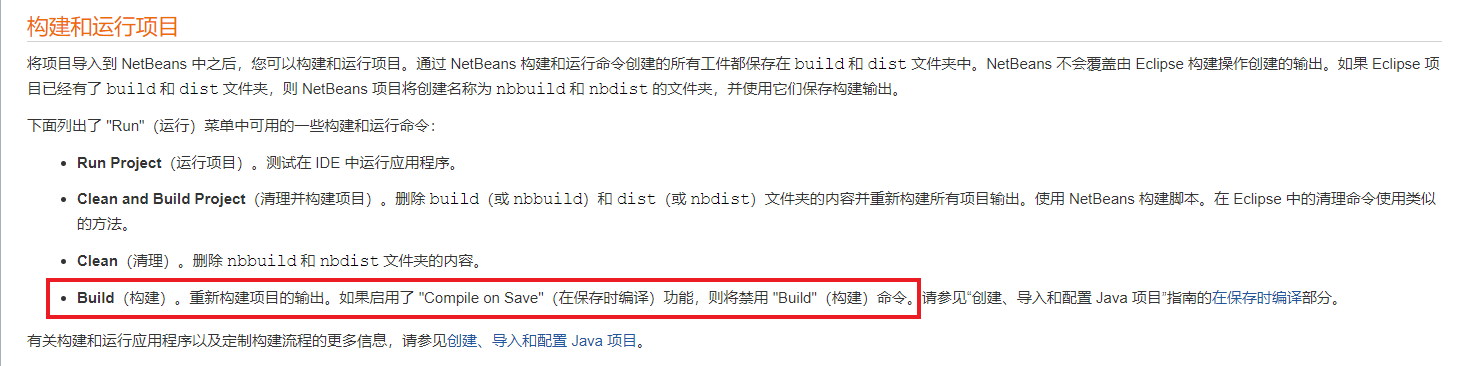 构建和运行项目
将项目导入到 NetBeans 中之后，您可以构建和运行项目。通过 NetBeans 构建和运行命令创建的所有工件都保存在 build 和 dist 文件夹中。NetBeans 不会覆盖由 Eclipse 构建操作创建的输出。如果 Eclipse 项
目已经有了 build 和 dist 文件夹，则 NetBeans 项目将创建名称为 nbbuild 和 nbdist 的文件夹，并使用它们保存构建输出。
下面列出了 "Run"（运行）菜单中可用的一些构建和运行命令：
• Run Project（运行项目）。测试在 IDE 中运行应用程序。
• Clean and Build Project（清理并构建项目）。删除 build（或 nbbuild）和 dist（或 nbdist）文件夹的内容并重新构建所有项目输出。使用 NetBeans 构建脚本。在 Eclipse 中的清理命令使用类似
的方法。
• Clean（清理）。删除 nbbuild 和 nbdist 文件夹的内容。
• Build（构建）。重新构建项目的输出。如果启用了 "Compile on Save"（在保存时编译）功能，则将禁用 "Build"（构建）命令。请参见“创建、导入和配置 Java 项目”指南的在保存时编译部分。
有关构建和运行应用程序以及定制构建流程的更多信息，请参见创建、导入和配置 Java 项目。